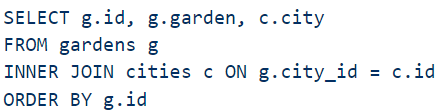 SELECT g.id, g.garden, c.city
FROM gardens g
INNER JOIN cities c ON g.city_id = c.id
ORDER BY g.id